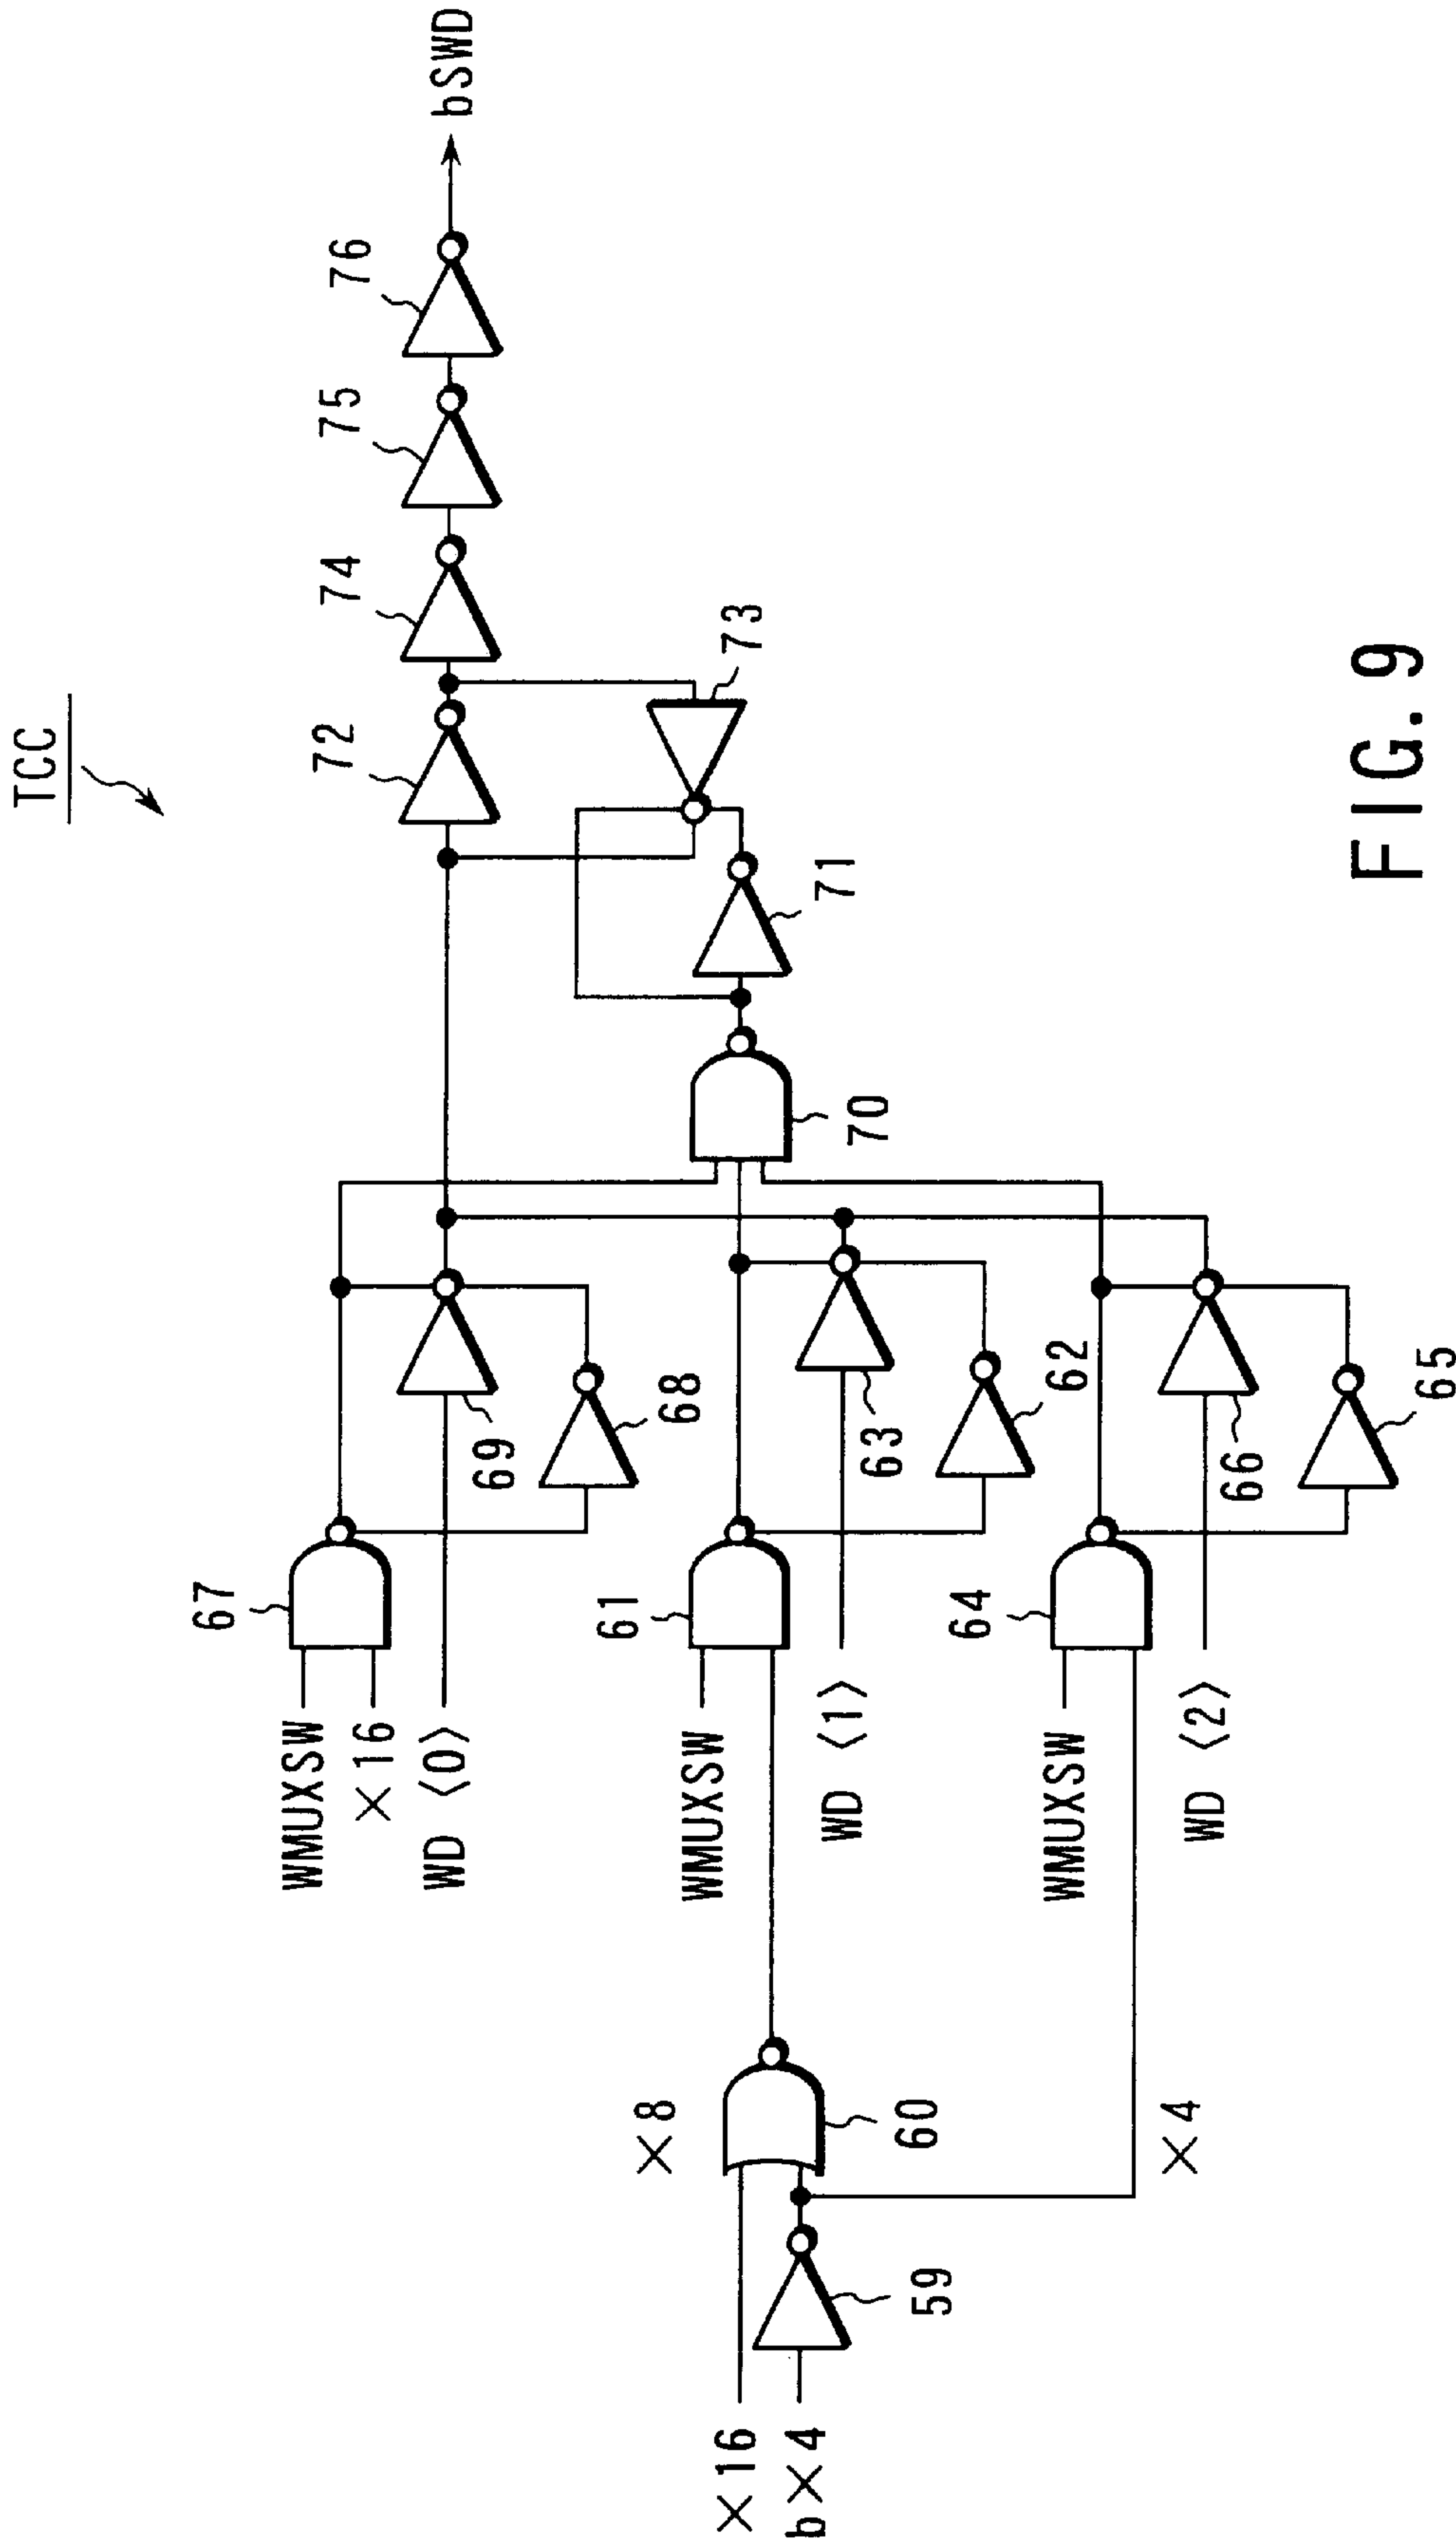 TCC
bSWD
76
75
74
72
73
71
70
69
68
67
63
62
61
66
65
64
WMUXSW
×16
WD ⟨0⟩
WMUXSW
WD ⟨1⟩
WMUXSW
WD ⟨2⟩
×8
60
×4
59
×16
b×4
FIG. 9